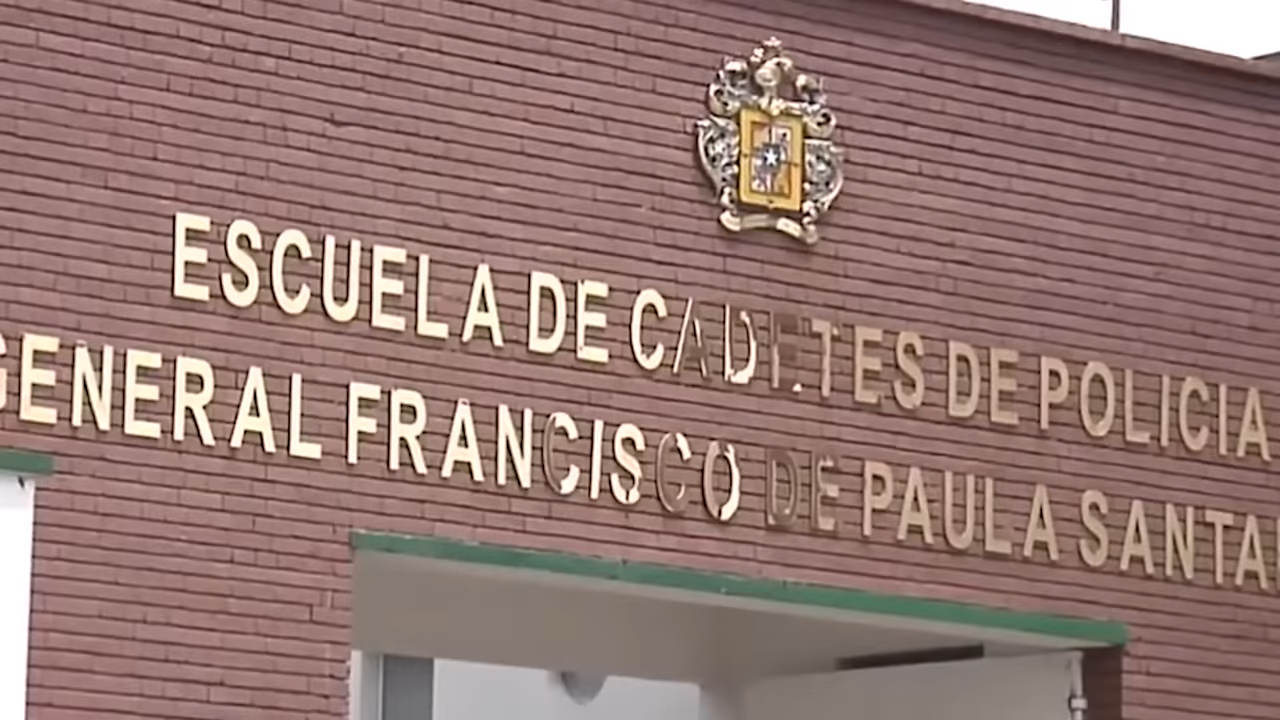 ESCUELA DE CADETES DE POLICIA
GENERAL FRANCISCO DE PAULA SANTA